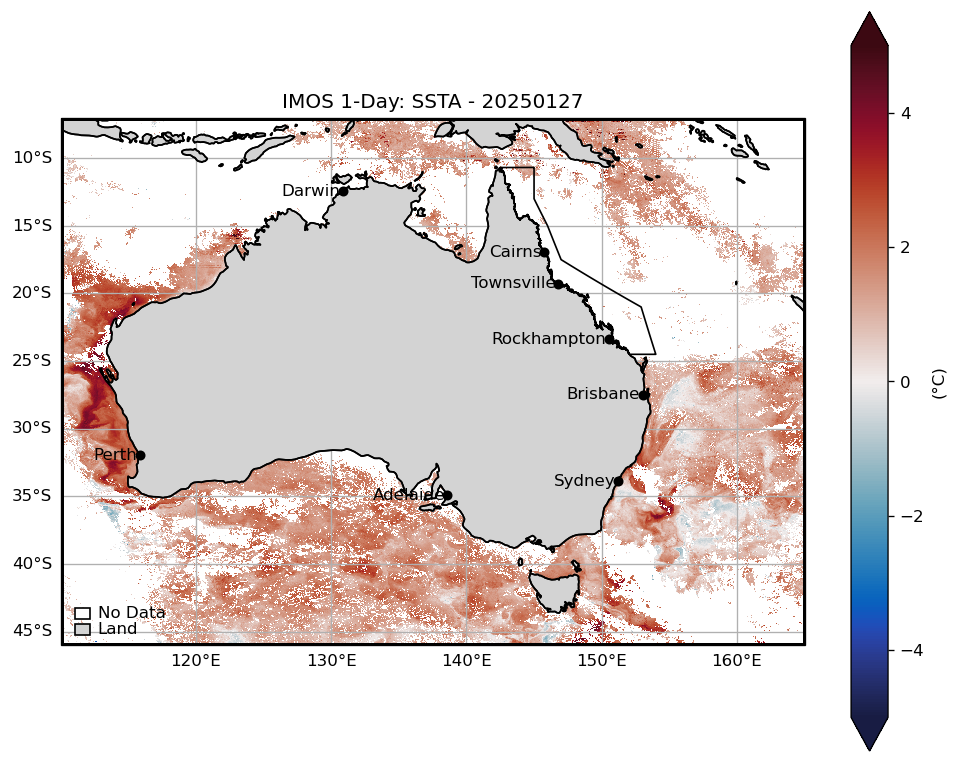 IMOS 1-Day: SSTA - 20250127
10°S
15°S
20°S
25°S
30°S
35°S
40°S
45°S
Darwin
Cairns
Townsville
Rockhampton
Brisbane
Perth
Sydney
Adelaide
No Data
Land
120°E
130°E
140°E
150°E
160°E
4
2
0
−2
−4
(°C)